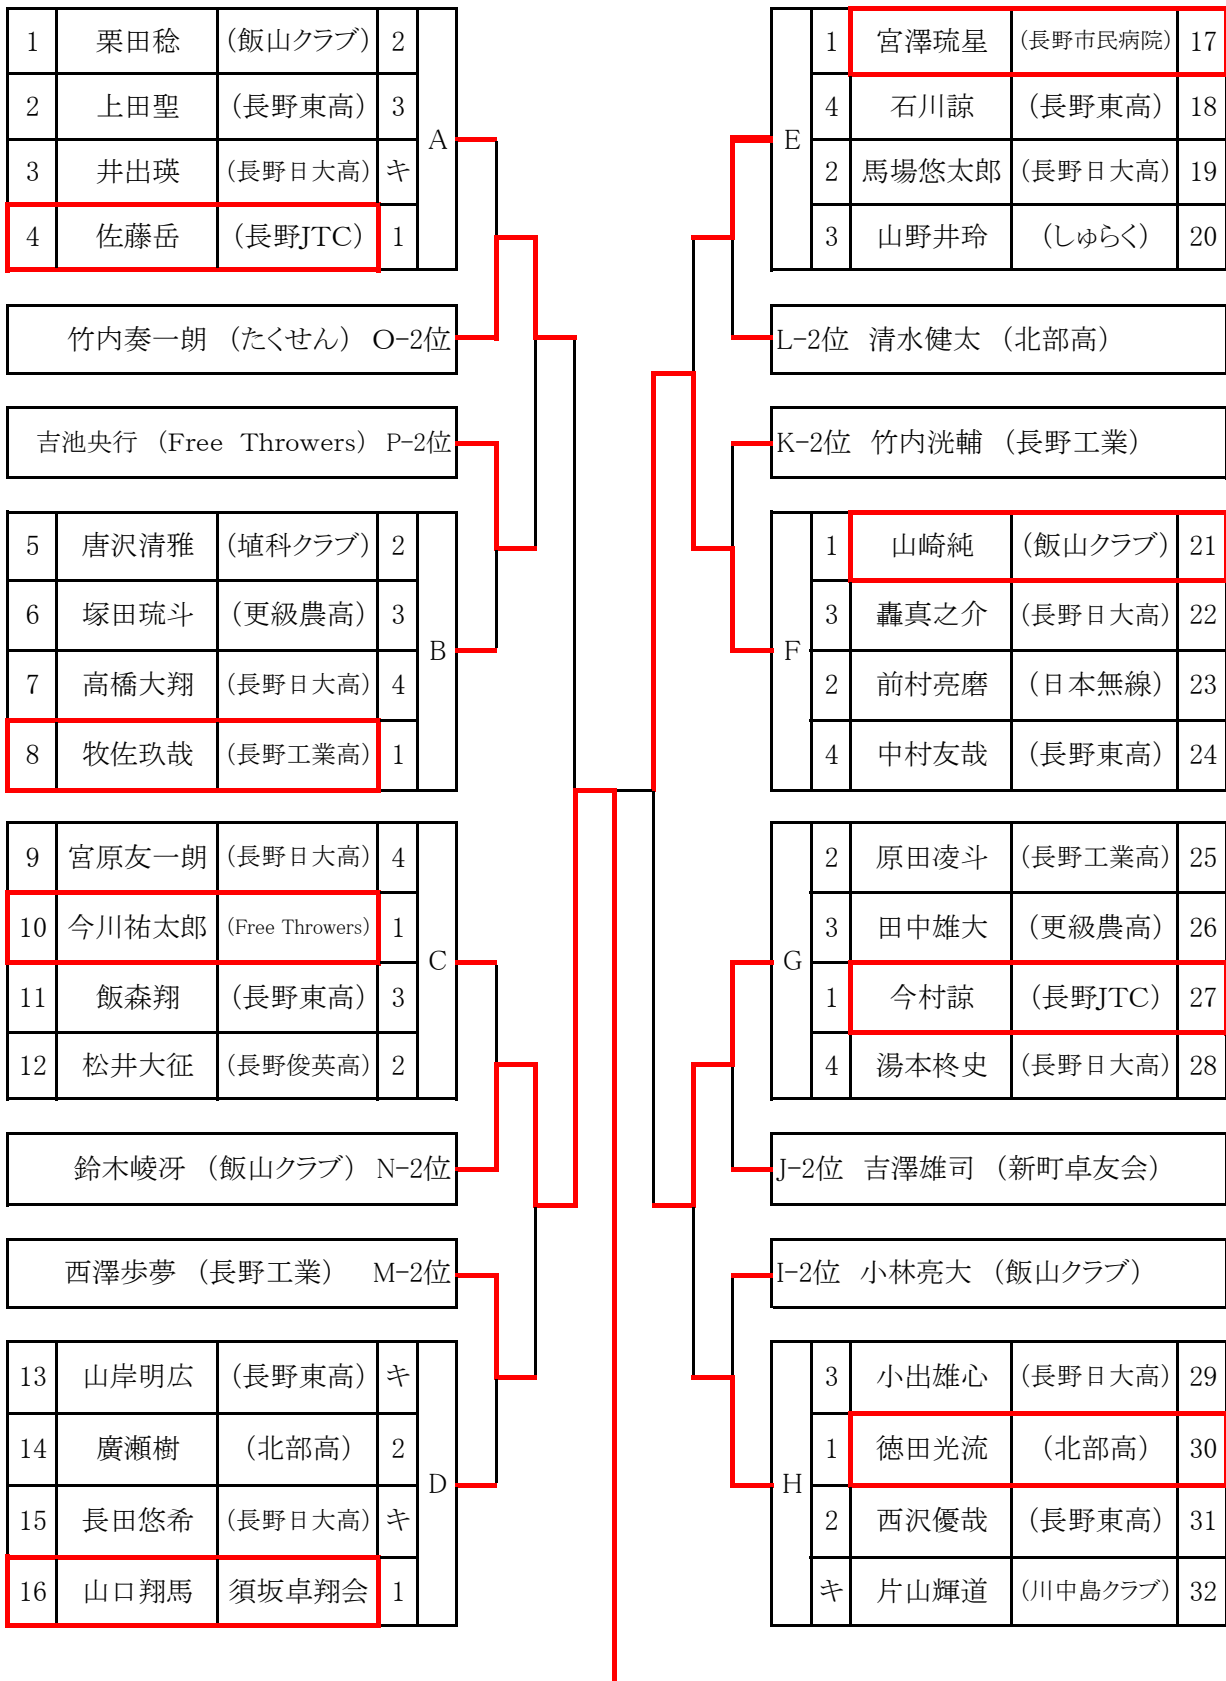 1 栗田稔 (飯山クラブ) 2
2 上田聖 (長野東高) 3
A
3 井出瑛 (長野日大高) キ
4 佐藤岳 (長野JTC) 1
竹内奏一朗 (たくせん) O-2位
吉池央行 (Free Throwers) P-2位
5 唐沢清雅 (埴科クラブ) 2
6 塚田琉斗 (更級農高) 3
B
7 高橋大翔 (長野日大高) 4
8 牧佐玖哉 (長野工業高) 1
9 宮原友一朗 (長野日大高) 4
10 今川祐太郎 (Free Throwers) 1
C
11 飯森翔 (長野東高) 3
12 松井大征 (長野俊英高) 2
鈴木崚冴 (飯山クラブ) N-2位
西澤歩夢 (長野工業) M-2位
13 山岸明広 (長野東高) キ
14 廣瀬樹 (北部高) 2
D
15 長田悠希 (長野日大高) キ
16 山口翔馬 須坂卓翔会 1
1 宮澤琉星 (長野市民病院) 17
4 石川諒 (長野東高) 18
E
2 馬場悠太郎 (長野日大高) 19
3 山野井玲 (しゅらく) 20
L-2位 清水健太 (北部高)
K-2位 竹内洸輔 (長野工業)
1 山崎純 (飯山クラブ) 21
3 轟真之介 (長野日大高) 22
F
2 前村亮磨 (日本無線) 23
4 中村友哉 (長野東高) 24
2 原田凌斗 (長野工業高) 25
3 田中雄大 (更級農高) 26
G
1 今村諒 (長野JTC) 27
4 湯本柊史 (長野日大高) 28
J-2位 吉澤雄司 (新町卓友会)
I-2位 小林亮大 (飯山クラブ)
3 小出雄心 (長野日大高) 29
1 徳田光流 (北部高) 30
H
2 西沢優哉 (長野東高) 31
キ 片山輝道 (川中島クラブ) 32